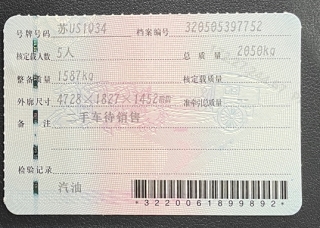 号牌号码 苏US1034 档案编号 320505397752
核定载人数 5人 总质量 2050kg
整备质量 1587kg 核定载质量
外廓尺寸 4728×1827×1452mm 准牵引总质量
备注 二手车待销售
检验记录
汽油
*3220061899892*